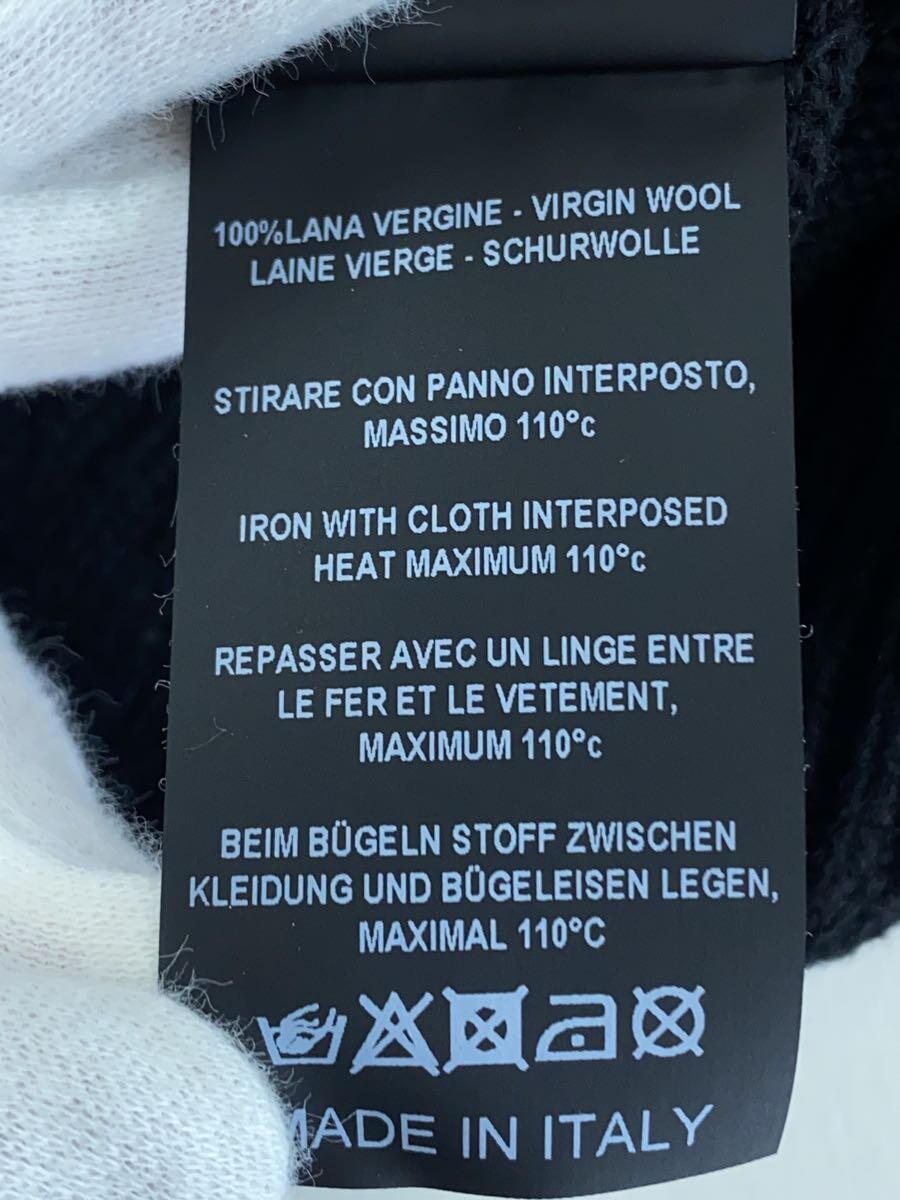 100%LANA VERGINE - VIRGIN WOOL
LAINE VIERGE - SCHURWOLLE
STIRARE CON PANNO INTERPOSTO,
MASSIMO 110°c
IRON WITH CLOTH INTERPOSED
HEAT MAXIMUM 110°c
REPASSER AVEC UN LINGE ENTRE
LE FER ET LE VETEMENT,
MAXIMUM 110°c
BEIM BÜGELN STOFF ZWISCHEN
KLEIDUNG UND BÜGELEISEN LEGEN,
MAXIMAL 110°C
MADE IN ITALY